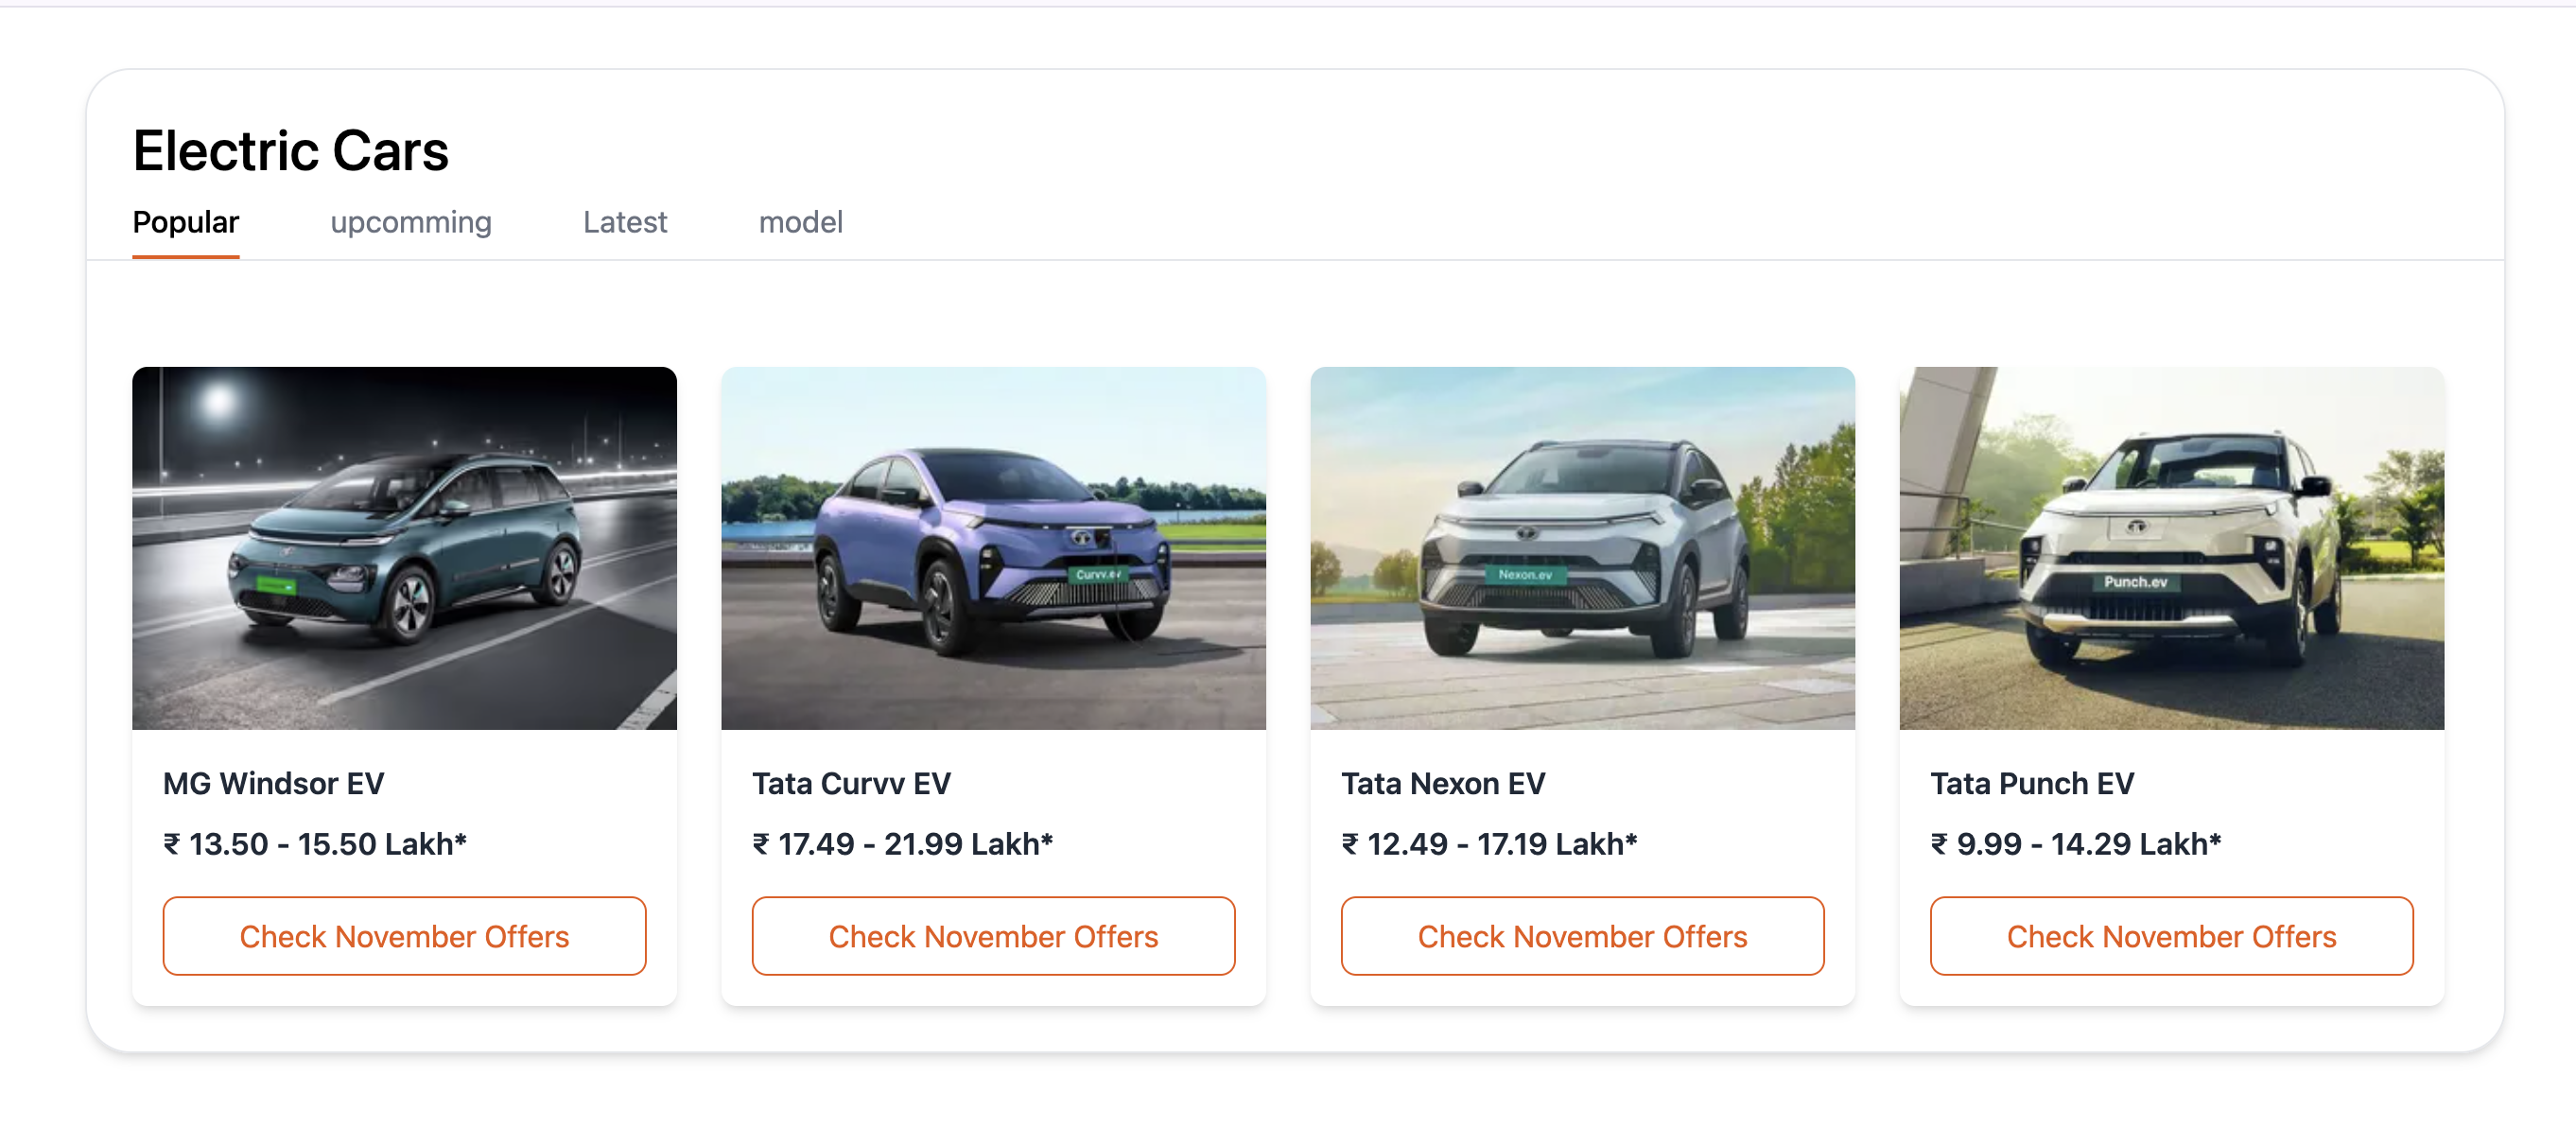 Electric Cars
Popular upcomming Latest model
Curvv.ev
Nexon.ev
Punch.ev
MG Windsor EV
Tata Curvv EV
Tata Nexon EV
Tata Punch EV
₹ 13.50 - 15.50 Lakh*
₹ 17.49 - 21.99 Lakh*
₹ 12.49 - 17.19 Lakh*
₹ 9.99 - 14.29 Lakh*
Check November Offers
Check November Offers
Check November Offers
Check November Offers